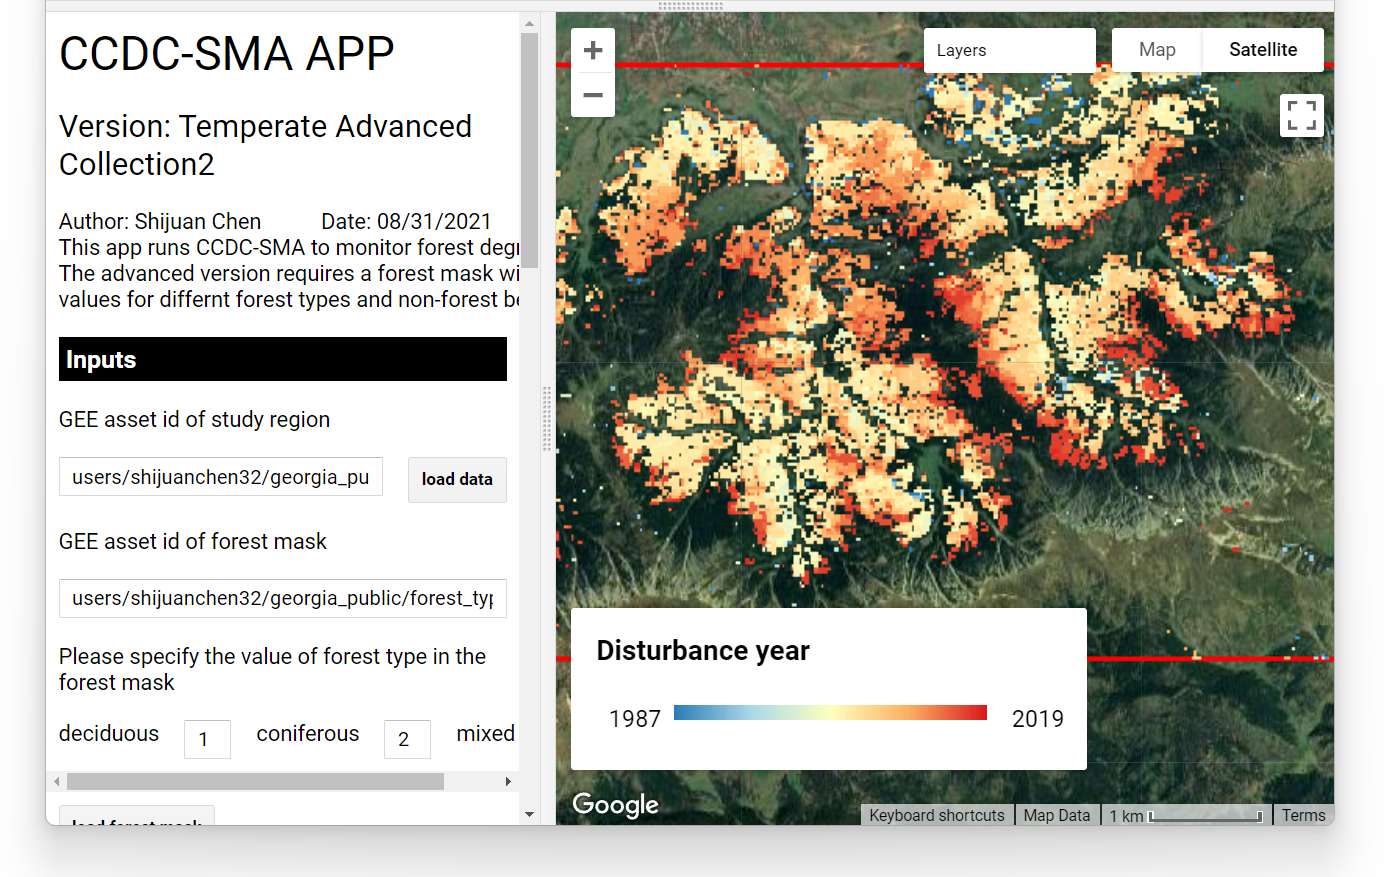 CCDC-SMA APP
Version: Temperate Advanced
Collection2
Author: Shijuan Chen Date: 08/31/2021
This app runs CCDC-SMA to monitor forest
The advanced version requires a forest mask
values for differnt forest types and non-forest
Inputs
GEE asset id of study region
users/shijuanchen32/georgia_pu
load data
GEE asset id of forest mask
users/shijuanchen32/georgia_public/forest_typ
Please specify the value of forest type in the
forest mask
deciduous 1 coniferous 2 mixed
load forest mask
+
−
Layers
Map
Satellite
Disturbance year
1987
2019
Google
Keyboard shortcuts
Map Data
1 km
Terms